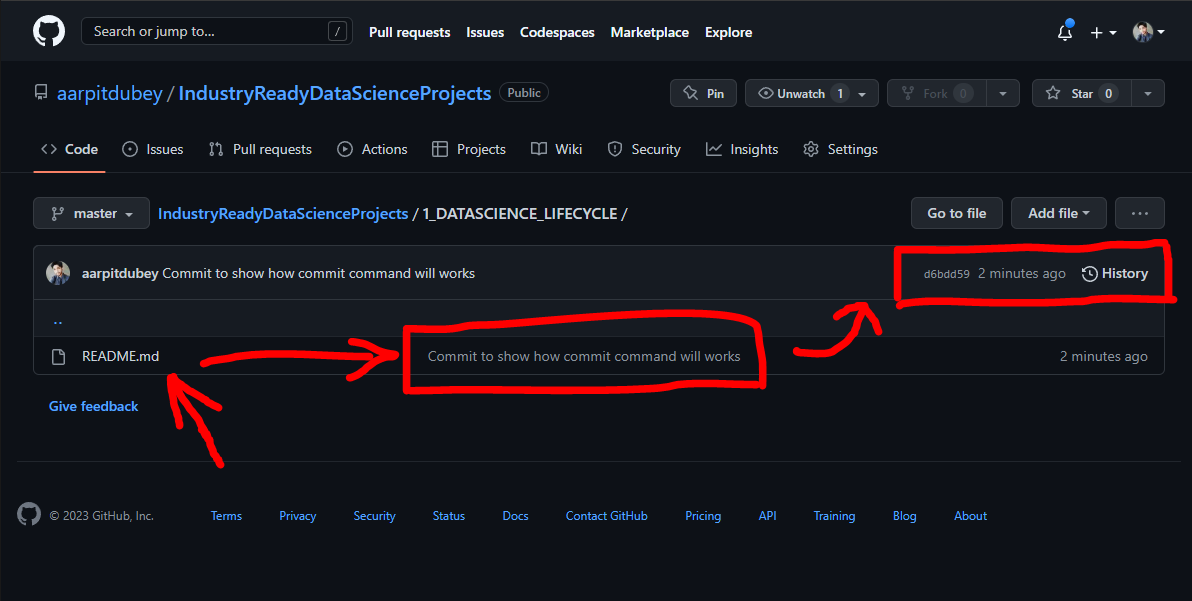 Search or jump to... / Pull requests Issues Codespaces Marketplace Explore
aarpitdubey / IndustryReadyDataScienceProjects Public Pin Unwatch 1 Fork 0 Star 0
Code Issues Pull requests Actions Projects Wiki Security Insights Settings
master IndustryReadyDataScienceProjects / 1_DATASCIENCE_LIFECYCLE / Go to file Add file ...
aarpitdubey Commit to show how commit command will works d6bdd59 2 minutes ago History
..
README.md Commit to show how commit command will works 2 minutes ago
Give feedback
© 2023 GitHub, Inc. Terms Privacy Security Status Docs Contact GitHub Pricing API Training Blog About